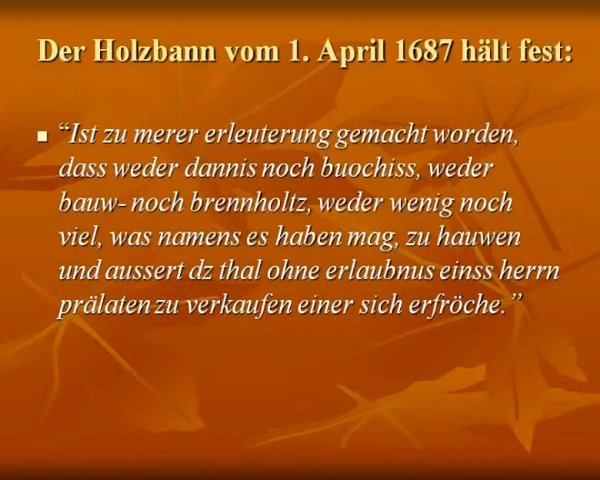 Der Holzbann vom 1. April 1687 hält fest:
“Ist zu merer erleuterung gemacht worden,
dass weder dannis noch buochiss, weder
bauw- noch brennholtz, weder wenig noch
viel, was namens es haben mag, zu hauwen
und aussert dz thal ohne erlaubnus einss herrn
prälaten zu verkaufen einer sich erfröche.”